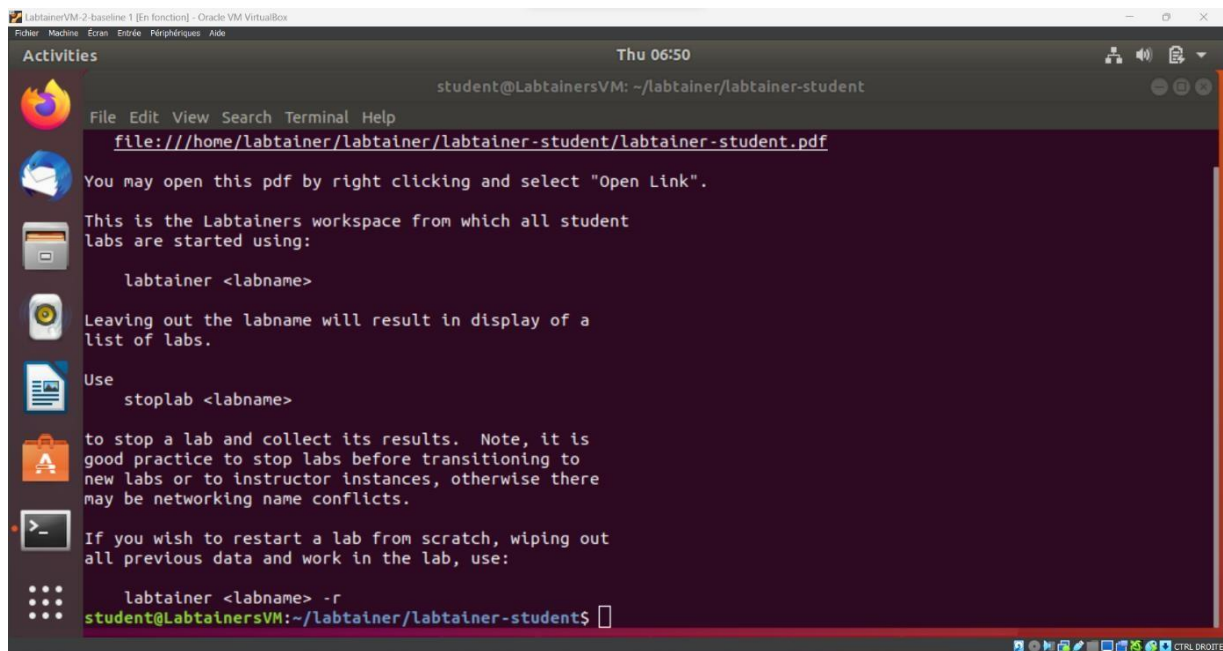 LabtainerVM-2-baseline 1 [En fonction] - Oracle VM VirtualBox
Fichier Machine Écran Entrée Périphériques Aide
Activities Thu 06:50
student@LabtainersVM: ~/labtainer/labtainer-student
File Edit View Search Terminal Help
file:///home/labtainer/labtainer/labtainer-student/labtainer-student.pdf
You may open this pdf by right clicking and select "Open Link".
This is the Labtainers workspace from which all student
labs are started using:
labtainer <labname>
Leaving out the labname will result in display of a
list of labs.
Use
stoplab <labname>
to stop a lab and collect its results.  Note, it is
good practice to stop labs before transitioning to
new labs or to instructor instances, otherwise there
may be networking name conflicts.
If you wish to restart a lab from scratch, wiping out
all previous data and work in the lab, use:
labtainer <labname> -r
student@LabtainersVM:~/labtainer/labtainer-student$
CTRL DROITE